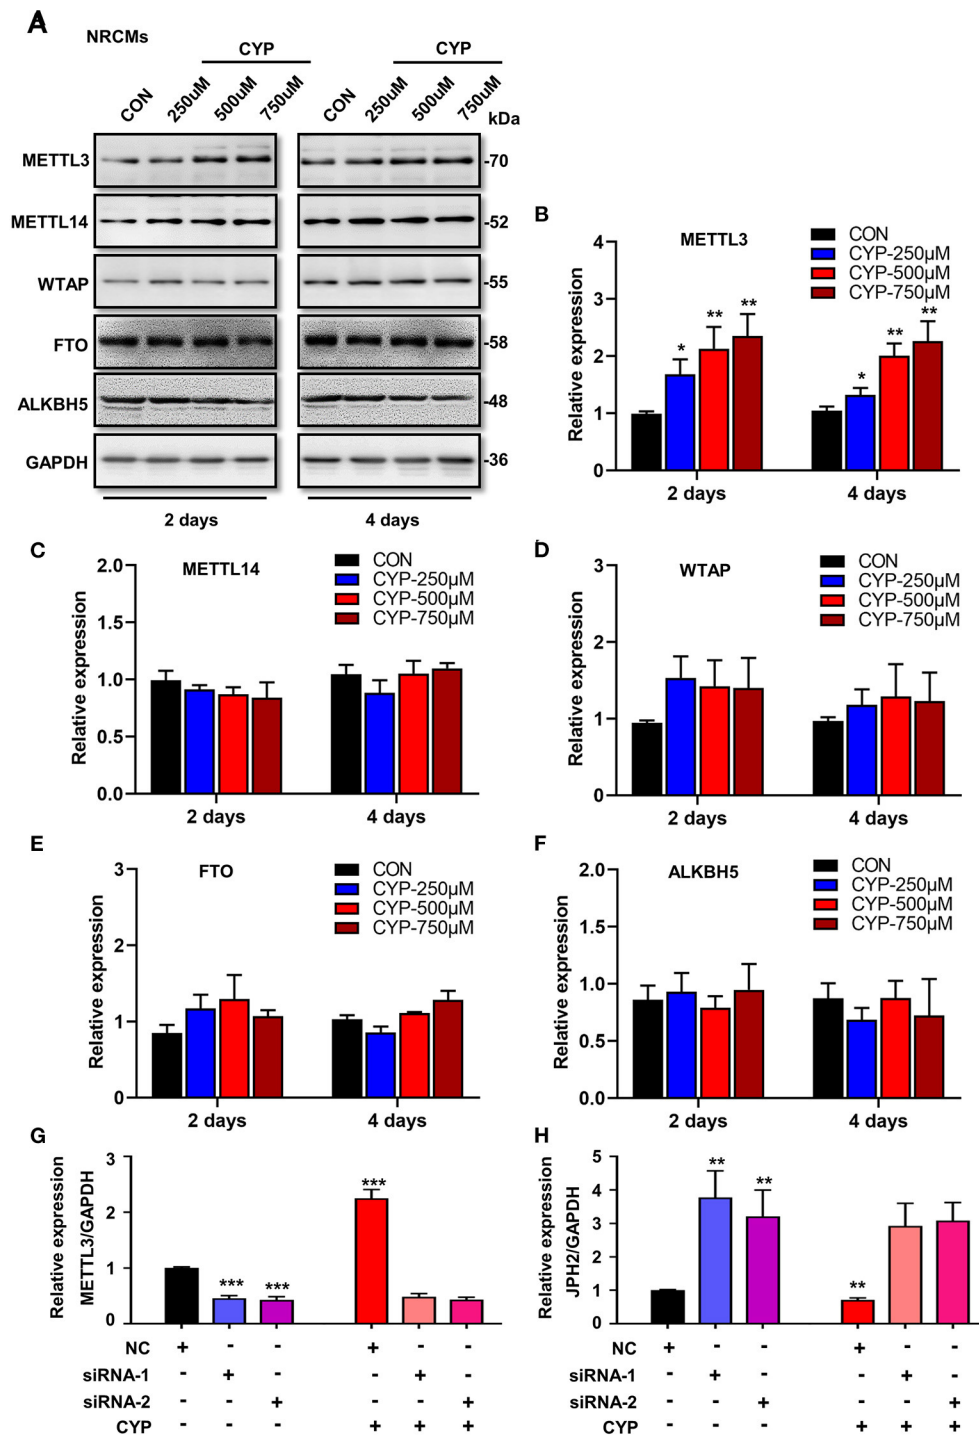 A
NRCMs
CYP
CYP
CON
250uM
500uM
750uM
CON
250uM
500uM
750uM
kDa
METTL3
-70
METTL14
-52
WTAP
-55
FTO
-58
ALKBH5
-48
GAPDH
-36
2 days
4 days
B
METTL3
CON
CYP-250µM
CYP-500µM
CYP-750µM
Relative expression
4
3
2
1
0
*
**
**
*
**
**
2 days
4 days
C
METTL14
CON
CYP-250µM
CYP-500µM
CYP-750µM
Relative expression
2.0
1.5
1.0
0.5
0.0
2 days
4 days
D
WTAP
CON
CYP-250µM
CYP-500µM
CYP-750µM
Relative expression
3
2
1
0
2 days
4 days
E
FTO
CON
CYP-250µM
CYP-500µM
CYP-750µM
Relative expression
3
2
1
0
2 days
4 days
F
ALKBH5
CON
CYP-250µM
CYP-500µM
CYP-750µM
Relative expression
2.0
1.5
1.0
0.5
0.0
2 days
4 days
G
Relative expression
METTL3/GAPDH
3
2
1
0
***
***
***
NC + - - + - -
siRNA-1 - + - - + -
siRNA-2 - - + - - +
CYP - - - + + +
H
Relative expression
JPH2/GAPDH
5
4
3
2
1
0
**
**
**
NC + - - + - -
siRNA-1 - + - - + -
siRNA-2 - - + - - +
CYP - - - + + +